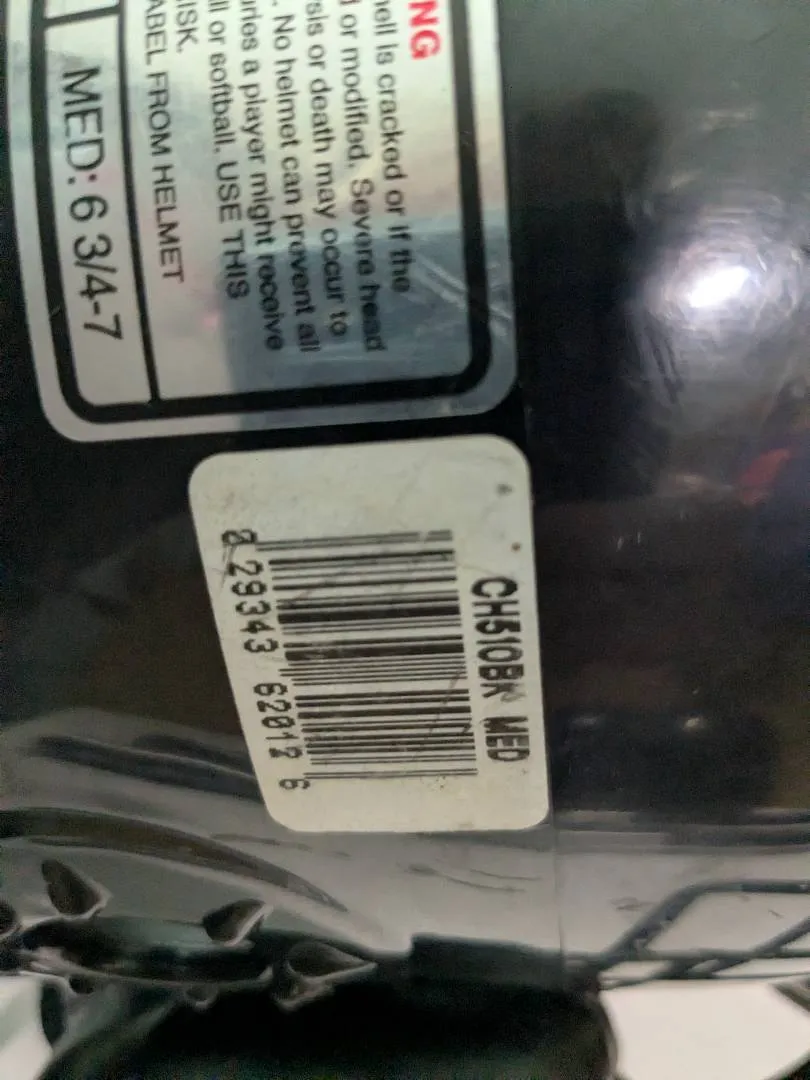 NG
hell is cracked or if the
d or modified. Severe head
sis or death may occur to
. No helmet can prevent all
uries a player might receive
ll or softball. USE THIS
ISK.
ABEL FROM HELMET
MED: 6 3/4-7
CH510BK MED
0 29343 62012 6